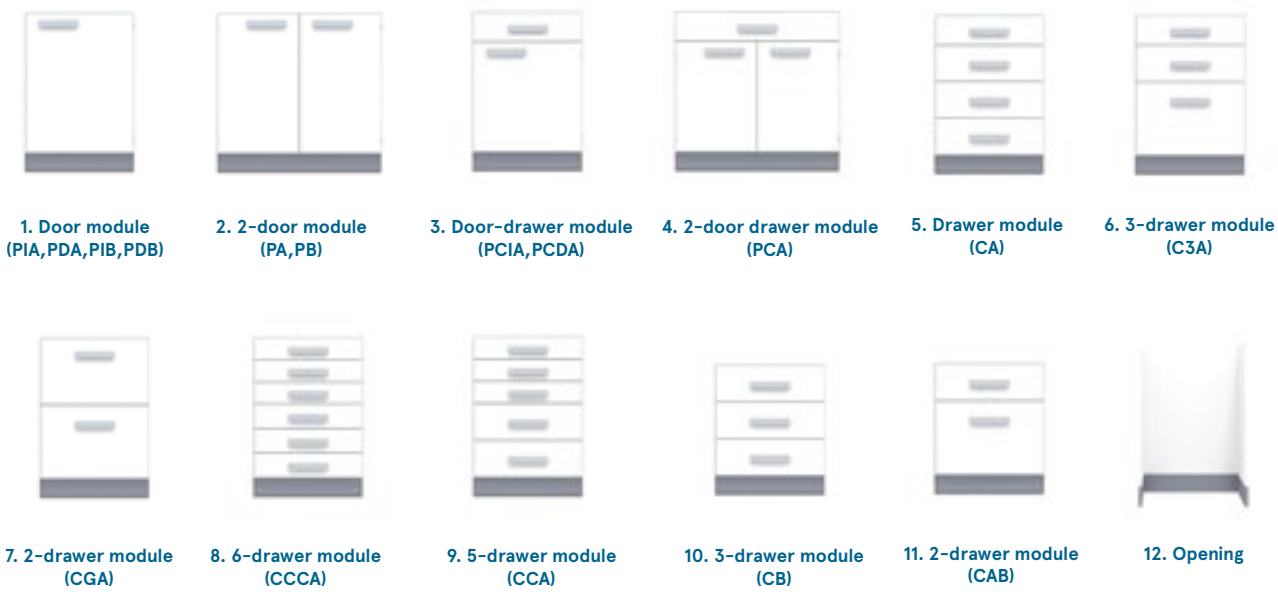 1. Door module
(PIA,PDA,PIB,PDB)
2. 2-door module
(PA,PB)
3. Door-drawer module
(PCIA,PCDA)
4. 2-door drawer module
(PCA)
5. Drawer module
(CA)
6. 3-drawer module
(C3A)
7. 2-drawer module
(CGA)
8. 6-drawer module
(CCCA)
9. 5-drawer module
(CCA)
10. 3-drawer module
(CB)
11. 2-drawer module
(CAB)
12. Opening